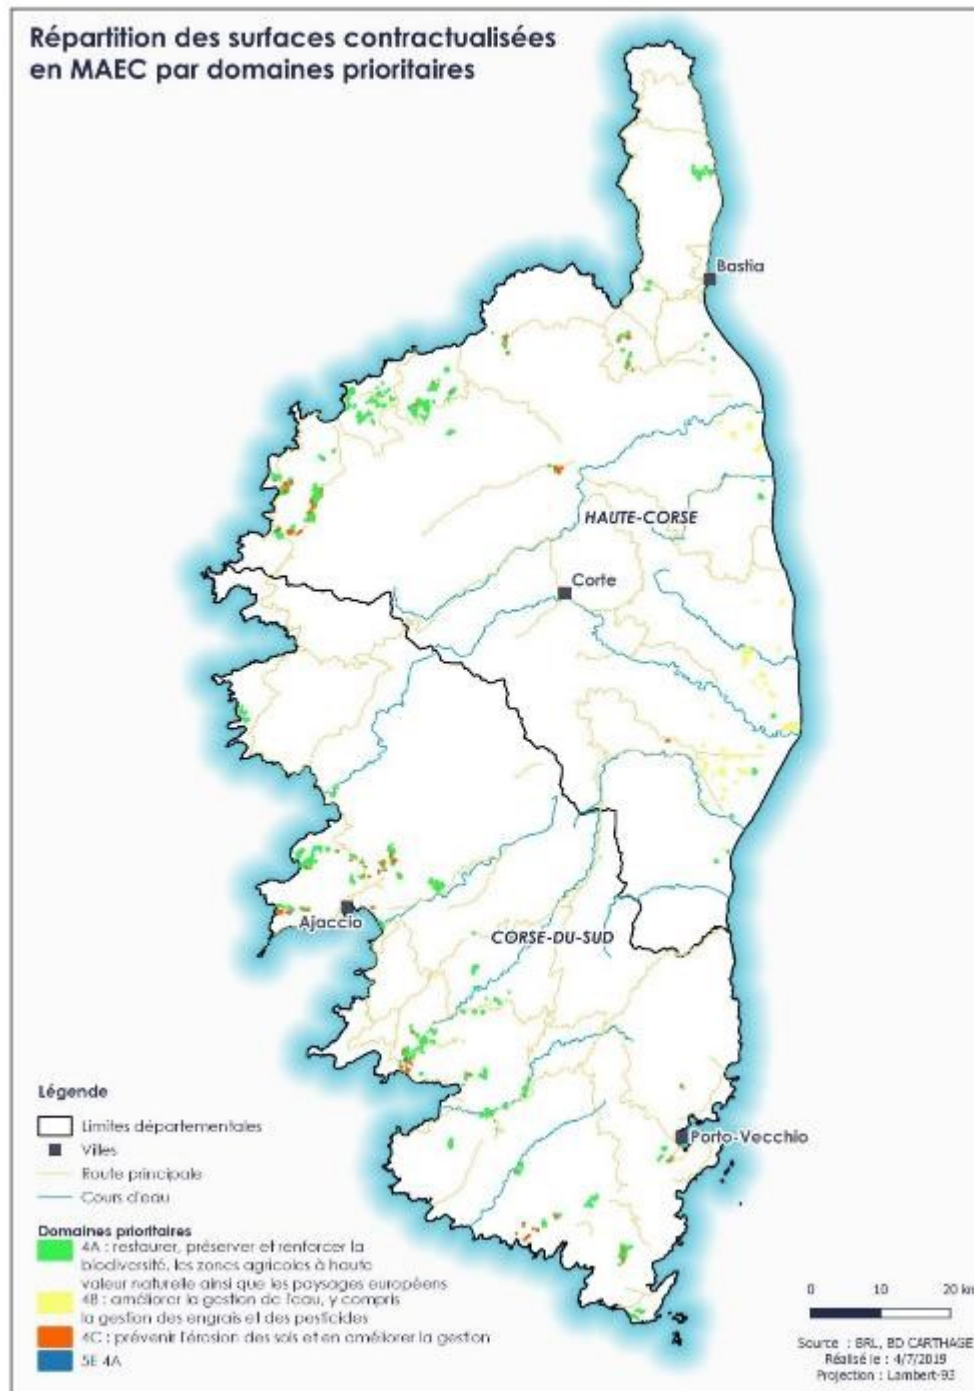 Répartition des surfaces contractualisées
en MAEC par domaines prioritaires
Bastia
HAUTE-CORSE
Corte
Ajaccio
CORSE-DU-SUD
Porto-Vecchio
Légende
Limites départementales
Villes
Route principale
Cours d'eau
Domaines prioritaires
4A : restaurer, préserver et renforcer la
biodiversité, les zones agricoles à haute
valeur naturelle ainsi que les paysages européens
4B : améliorer la gestion de l'eau, y compris
la gestion des engrais et des pesticides
4C : prévenir l'érosion des sols et en améliorer la gestion
5E 4A
0 10 20 km
Source : BRL, BD CARTHAGE
Réalisé le : 4/7/2019
Projection : Lambert-93